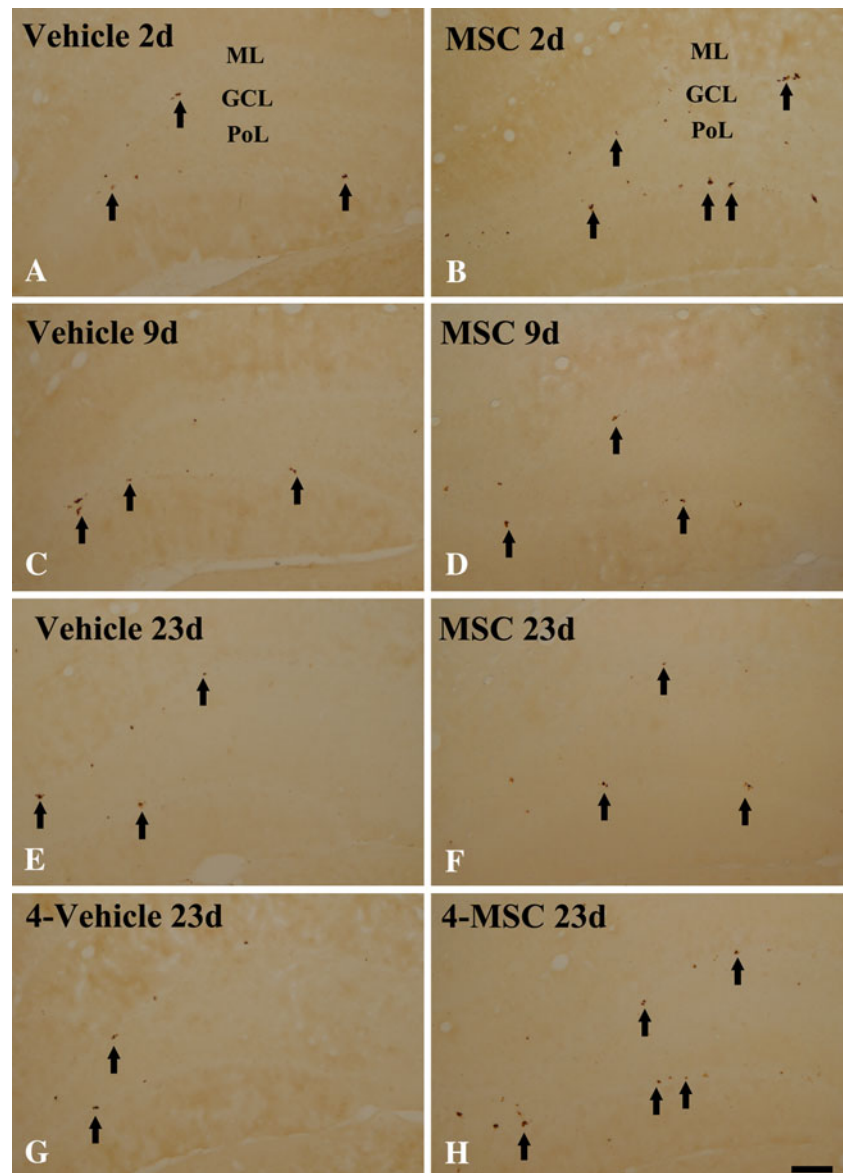 Vehicle 2d
ML
GCL
PoL
A
MSC 2d
ML
GCL
PoL
B
Vehicle 9d
C
MSC 9d
D
Vehicle 23d
E
MSC 23d
F
4-Vehicle 23d
G
4-MSC 23d
H